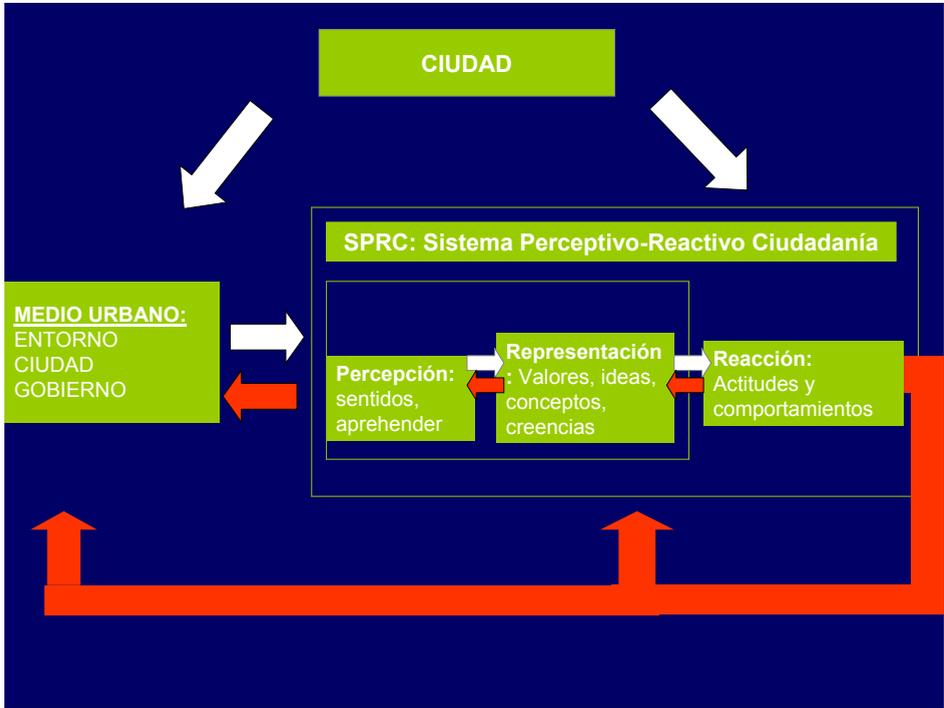 CIUDAD
SPRC: Sistema Perceptivo-Reactivo Ciudadanía
MEDIO URBANO:
ENTORNO
CIUDAD
GOBIERNO
Percepción:
sentidos,
aprehender
Representación
: Valores, ideas,
conceptos,
creencias
Reacción:
Actitudes y
comportamientos